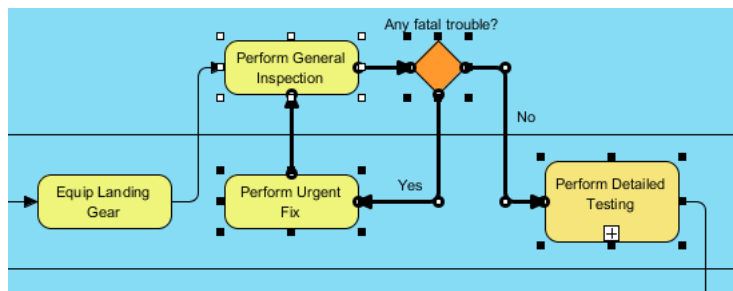 Any fatal trouble?
Perform General
Inspection
No
Equip Landing
Gear
Perform Urgent
Fix
Yes
Perform Detailed
Testing